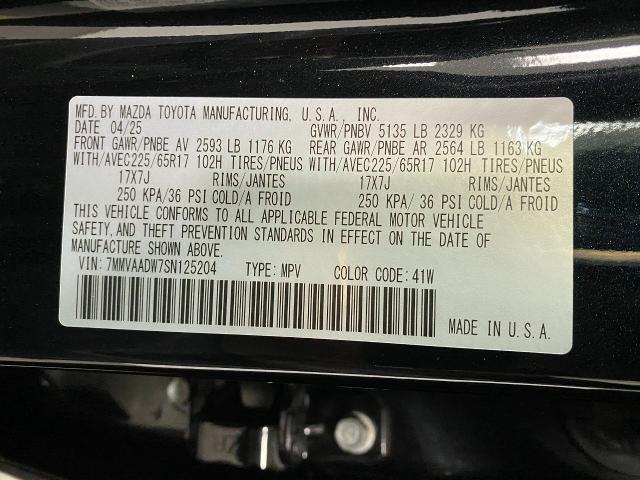 MFD. BY MAZDA TOYOTA MANUFACTURING, U.S.A., INC.
DATE 04/25 GVWR/PNBV 5135 LB 2329 KG
FRONT GAWR/PNBE AV 2593 LB 1176 KG REAR GAWR/PNBE AR 2564 LB 1163 KG
WITH/AVEC225/65R17 102H TIRES/PNEUS WITH/AVEC225/65R17 102H TIRES/PNEUS
17X7J RIMS/JANTES 17X7J RIMS/JANTES
250 KPA/36 PSI COLD/A FROID 250 KPA/ 36 PSI COLD/A FROID
THIS VEHICLE CONFORMS TO ALL APPLICABLE FEDERAL MOTOR VEHICLE
SAFETY, AND THEFT PREVENTION STANDARDS IN EFFECT ON THE DATE OF
MANUFACTURE SHOWN ABOVE.
VIN: 7MMVAADW7SN125204 TYPE: MPV COLOR CODE: 41W
MADE IN U.S.A.